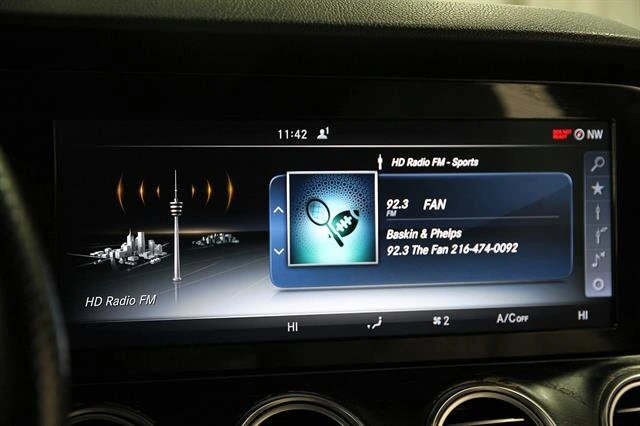 11:42
NW
HD Radio FM - Sports
92.3 FAN
FM
Baskin & Phelps
92.3 The Fan 216-474-0092
HD Radio FM
HI 2 A/C OFF HI